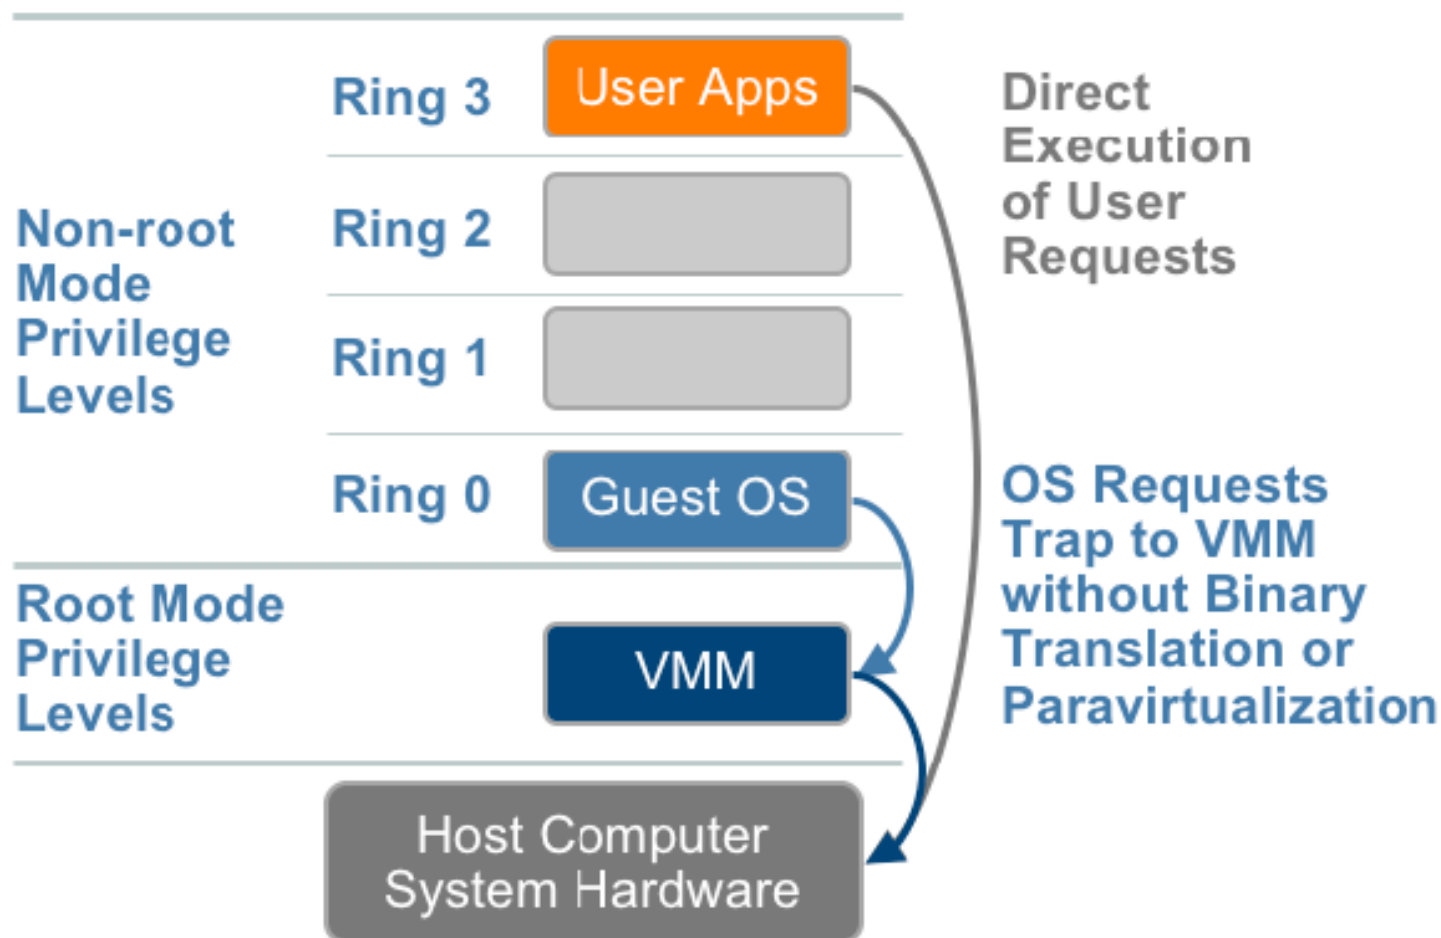 Ring 3
User Apps
Direct
Execution
of User
Requests
Non-root
Mode
Privilege
Levels
Ring 2
Ring 1
Ring 0
Guest OS
OS Requests
Trap to VMM
without Binary
Translation or
Paravirtualization
Root Mode
Privilege
Levels
VMM
Host Computer
System Hardware